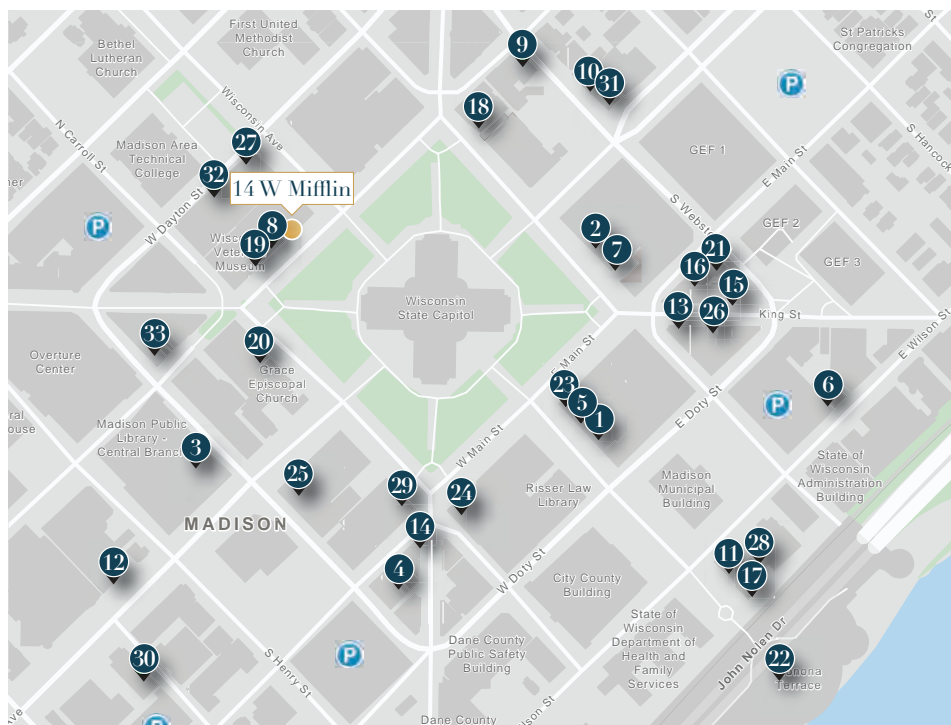 First United
Methodist
Church
St Patricks
Congregation
Bethel
Lutheran
Church
9
10
31
P
18
Wisconsin Ave
N Carroll St
27
Madison Area
Technical
College
GEF 1
E Main St
S Hancock
32
14 W Mifflin
W Dayton St
S Webster
P
8
19
2
7
GEF 2
21
16
GEF 3
15
Museum
Wisconsin
State Capitol
13
26
King St
33
20
E Main St
E Wilson St
Overture
Center
Grace
Episcopal
Church
23
5
1
E Doty St
P
6
Madison Public
Library -
Central Branch
3
W Main St
25
29
24
Risser Law
Library
Madison
Municipal
Building
State of
Wisconsin
Administration
Building
MADISON
14
12
4
W Doty St
City County
Building
11
28
17
State of
Wisconsin
Department of
Health and
Family
Services
30
S Henry St
P
Dane County
Public Safety
Building
John Nolen Dr
22
Terrace
Dane County